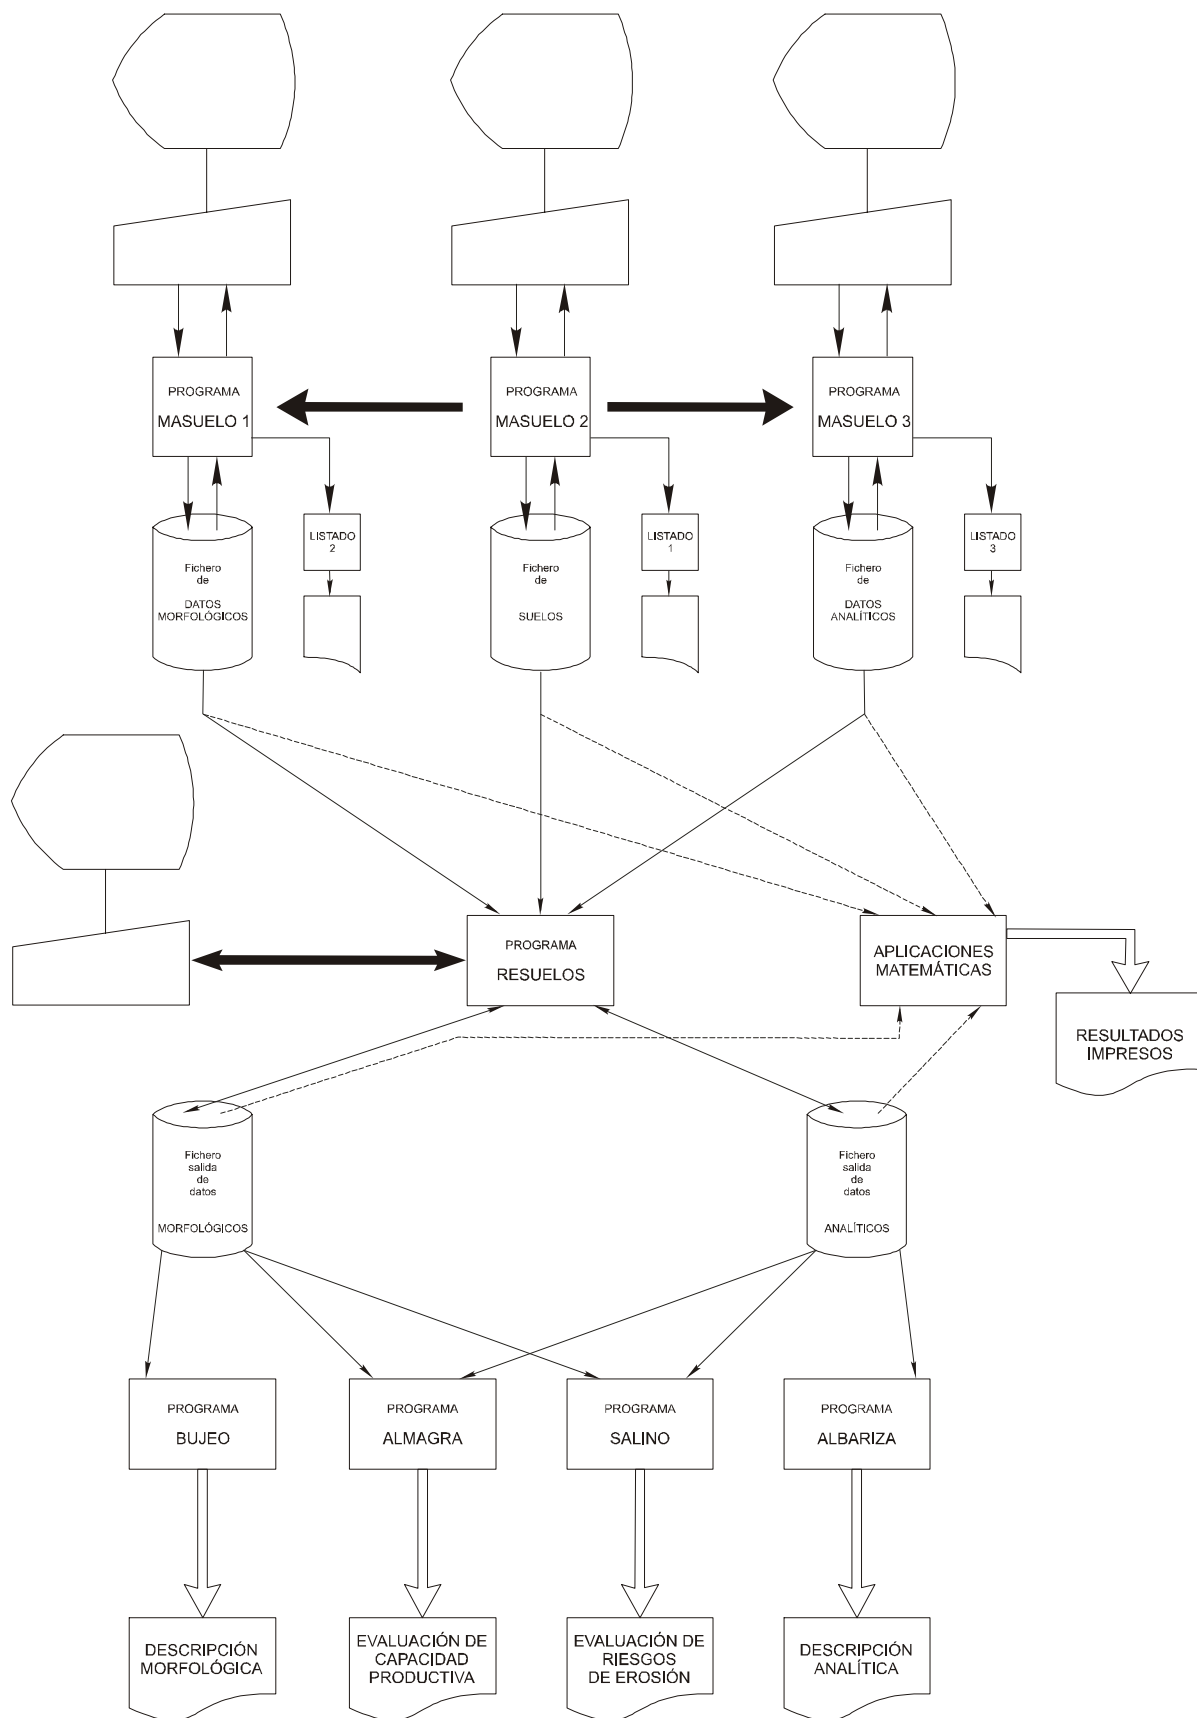 PROGRAMA
MASUELO 1
PROGRAMA
MASUELO 2
PROGRAMA
MASUELO 3
LISTADO
2
LISTADO
1
LISTADO
3
Fichero
de
DATOS
MORFOLÓGICOS
Fichero
de
SUELOS
Fichero
de
DATOS
ANALÍTICOS
PROGRAMA
RESUELOS
APLICACIONES
MATEMÁTICAS
RESULTADOS
IMPRESOS
Fichero
salida
de
datos
MORFOLÓGICOS
Fichero
salida
de
datos
ANALÍTICOS
PROGRAMA
BUJEO
PROGRAMA
ALMAGRA
PROGRAMA
SALINO
PROGRAMA
ALBARIZA
DESCRIPCIÓN
MORFOLÓGICA
EVALUACIÓN DE
CAPACIDAD
PRODUCTIVA
EVALUACIÓN DE
RIESGOS
DE EROSIÓN
DESCRIPCIÓN
ANALÍTICA